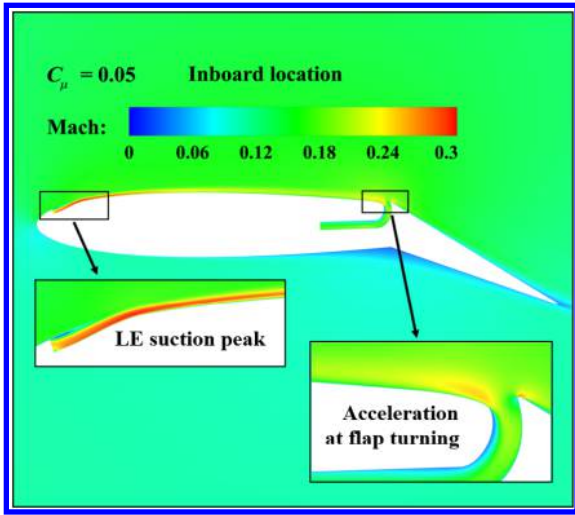 C_μ = 0.05 Inboard location
Mach:
0 0.06 0.12 0.18 0.24 0.3
LE suction peak
Acceleration
at flap turning